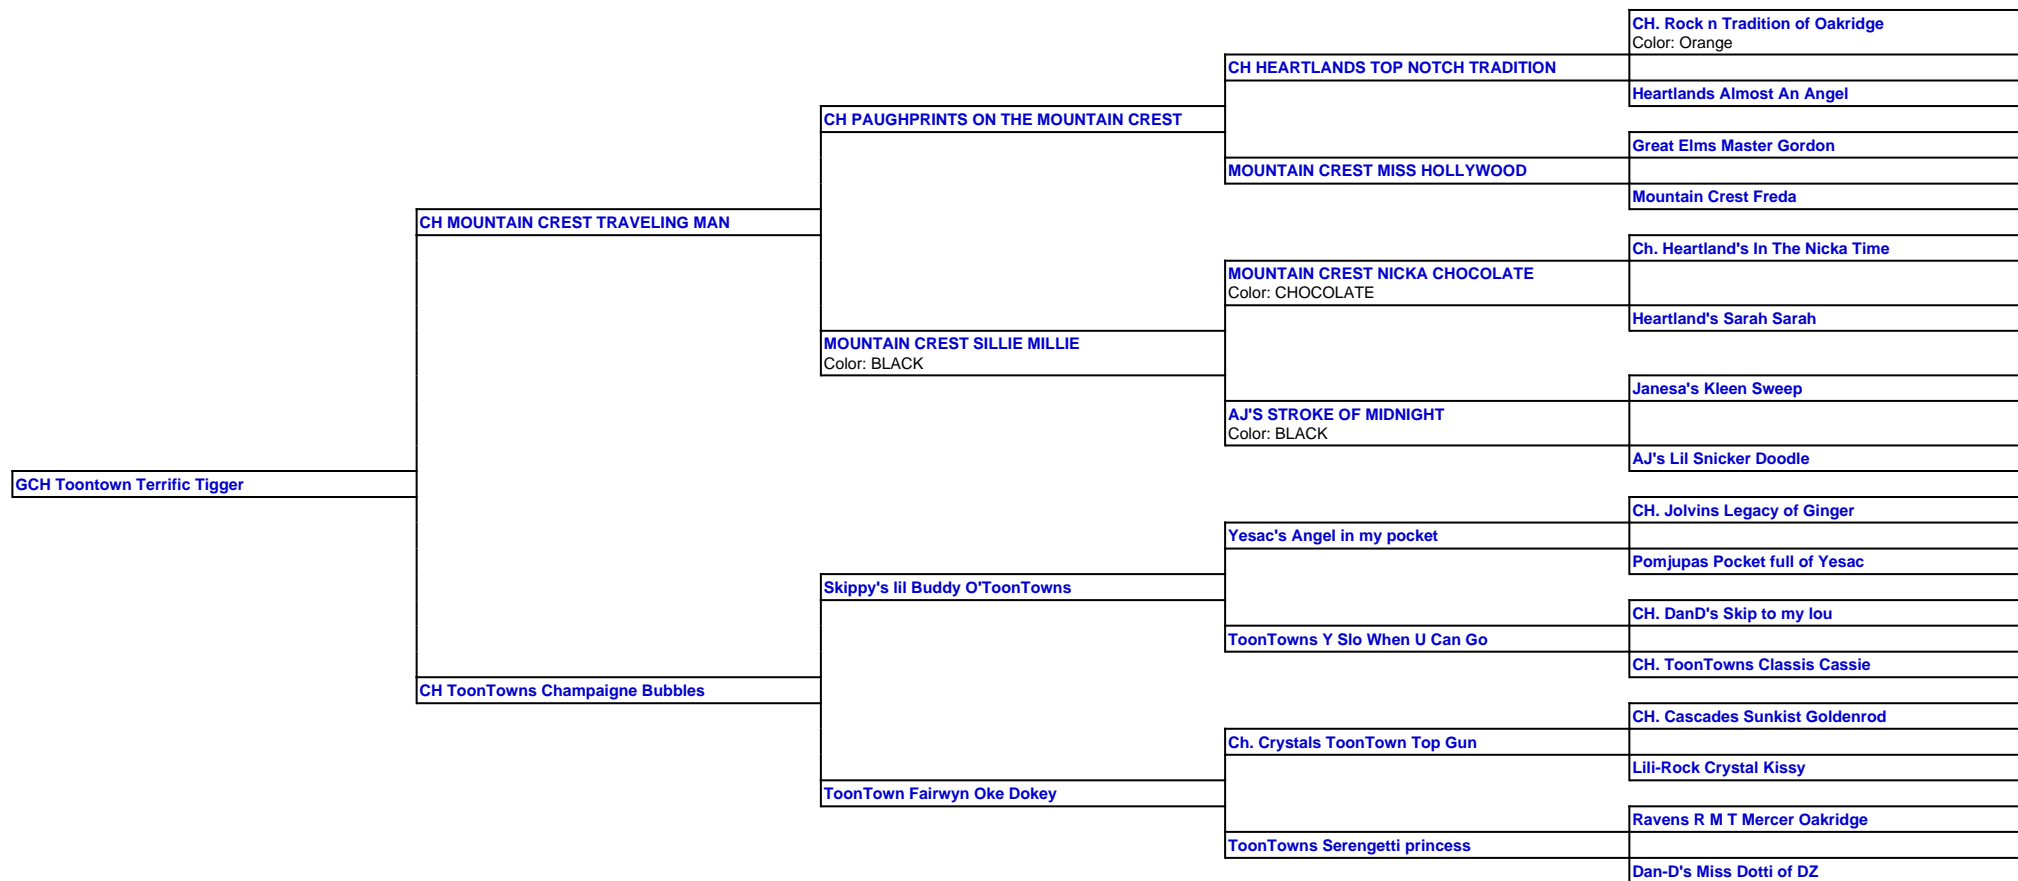 CH. Rock n Tradition of Oakridge
Color: Orange
CH HEARTLANDS TOP NOTCH TRADITION
Heartlands Almost An Angel
CH PAUGHPRINTS ON THE MOUNTAIN CREST
Great Elms Master Gordon
MOUNTAIN CREST MISS HOLLYWOOD
Mountain Crest Freda
CH MOUNTAIN CREST TRAVELING MAN
Ch. Heartland's In The Nicka Time
MOUNTAIN CREST NICKA CHOCOLATE
Color: CHOCOLATE
Heartland's Sarah Sarah
MOUNTAIN CREST SILLIE MILLIE
Color: BLACK
Janesa's Kleen Sweep
AJ'S STROKE OF MIDNIGHT
Color: BLACK
AJ's Lil Snicker Doodle
GCH Toontown Terrific Tigger
CH. Jolvins Legacy of Ginger
Yesac's Angel in my pocket
Pomjupas Pocket full of Yesac
Skippy's lil Buddy O'ToonTowns
CH. DanD's Skip to my lou
ToonTowns Y Slo When U Can Go
CH. ToonTowns Classis Cassie
CH ToonTowns Champaigne Bubbles
CH. Cascades Sunkist Goldenrod
Ch. Crystals ToonTown Top Gun
Lili-Rock Crystal Kissy
ToonTown Fairwyn Oke Dokey
Ravens R M T Mercer Oakridge
ToonTowns Serengetti princess
Dan-D's Miss Dotti of DZ